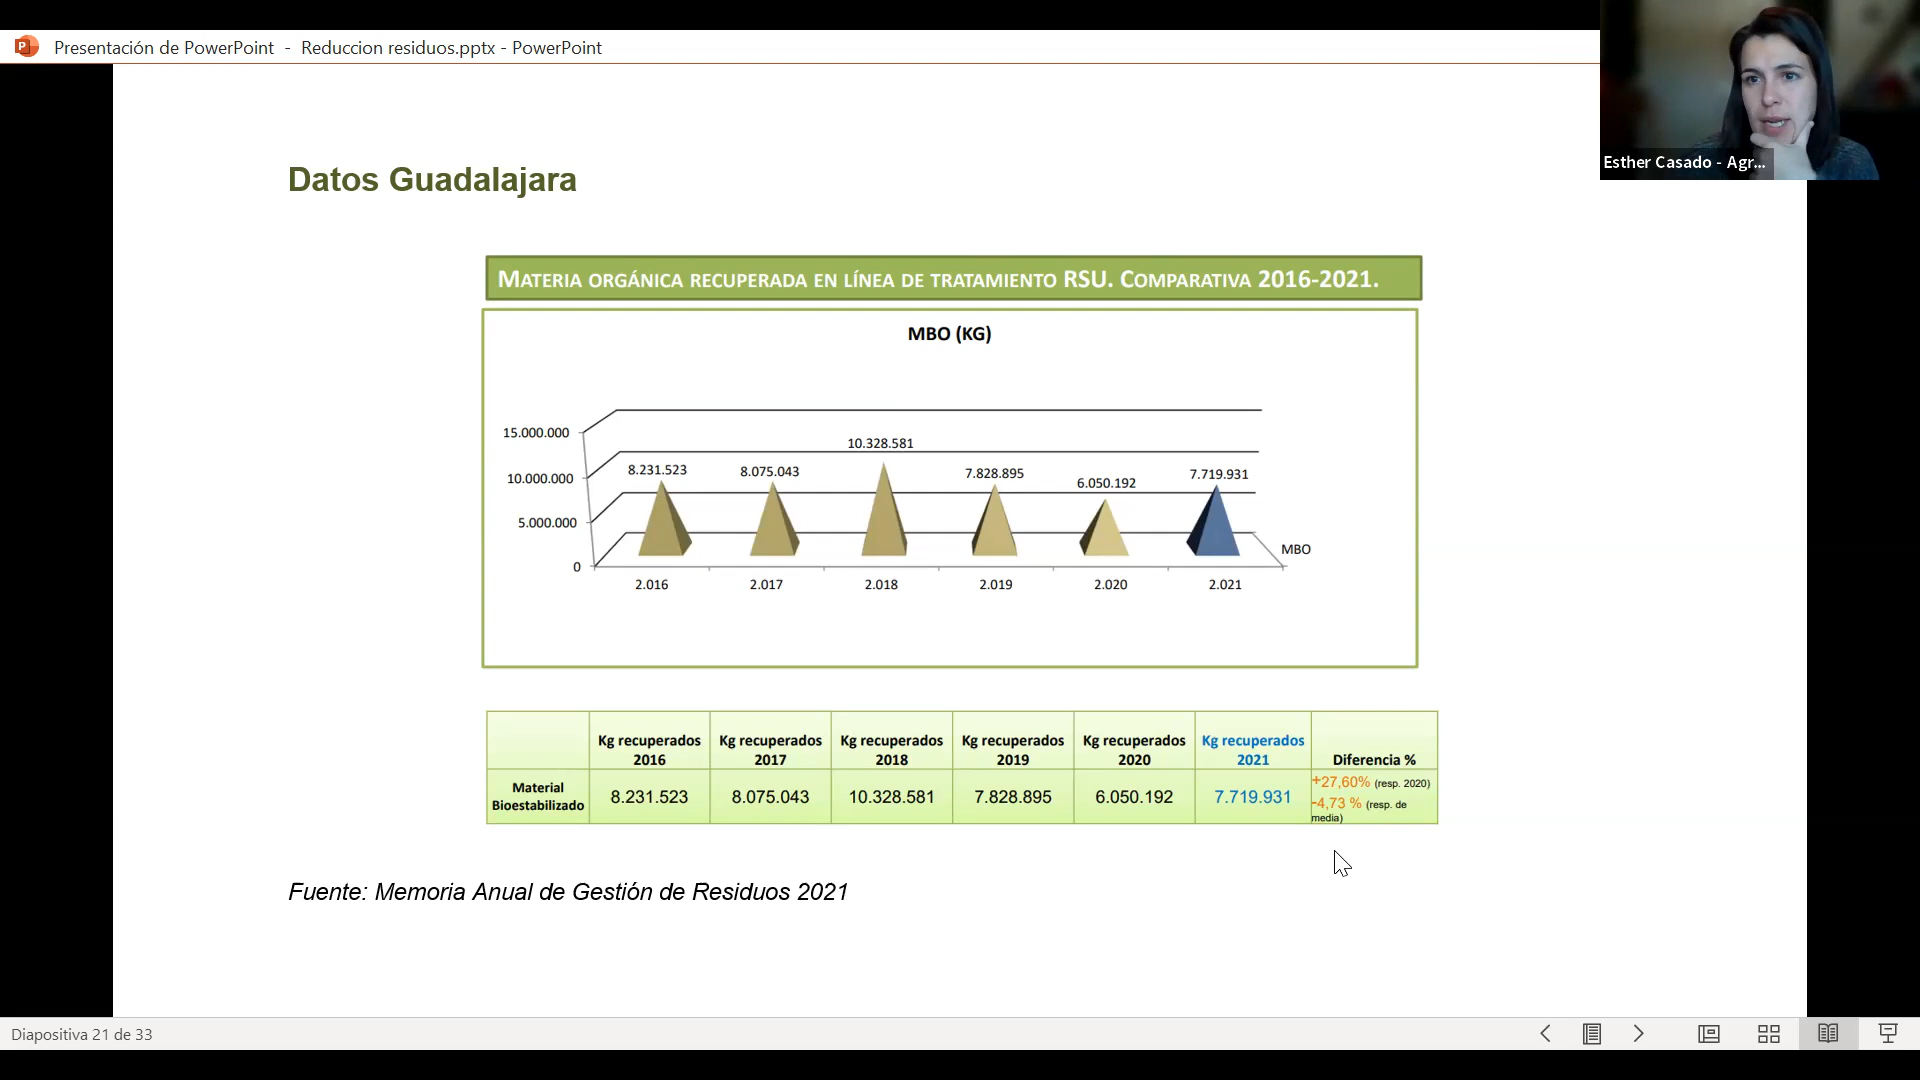 Presentación de PowerPoint - Reduccion residuos.pptx - PowerPoint
Esther Casado - Agr...
Datos Guadalajara
MATERIA ORGÁNICA RECUPERADA EN LÍNEA DE TRATAMIENTO RSU. COMPARATIVA 2016-2021.
MBO (KG)
15.000.000
10.000.000
5.000.000
0
8.231.523
8.075.043
10.328.581
7.828.895
6.050.192
7.719.931
MBO
2.016
2.017
2.018
2.019
2.020
2.021
Kg recuperados 2016
Kg recuperados 2017
Kg recuperados 2018
Kg recuperados 2019
Kg recuperados 2020
Kg recuperados 2021
Diferencia %
Material Bioestabilizado
8.231.523
8.075.043
10.328.581
7.828.895
6.050.192
7.719.931
+27,60% (resp. 2020)
-4,73 % (resp. de
media)
Fuente: Memoria Anual de Gestión de Residuos 2021
Diapositiva 21 de 33